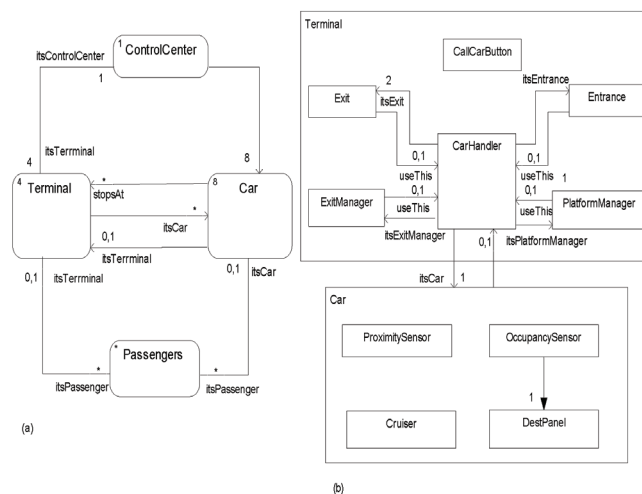 1 ControlCenter
itsControlCenter
1
4
itsTerrminal
8
4 Terminal
*
stopsAt
8 Car
*
itsCar
0,1
itsTerrminal
0,1
itsTerrminal
0,1
itsCar
* Passengers
*
itsPassenger
*
itsPassenger
(a)
Terminal
CallCarButton
Exit
2
itsExit
0,1
useThis
CarHandler
itsEntrance
Entrance
0,1
useThis
ExitManager
0,1
useThis
itsExitManager
1
0,1
useThis
PlatformManager
itsPlatformManager
0,1
itsCar
1
Car
ProximitySensor
OccupancySensor
1
Cruiser
DestPanel
(b)